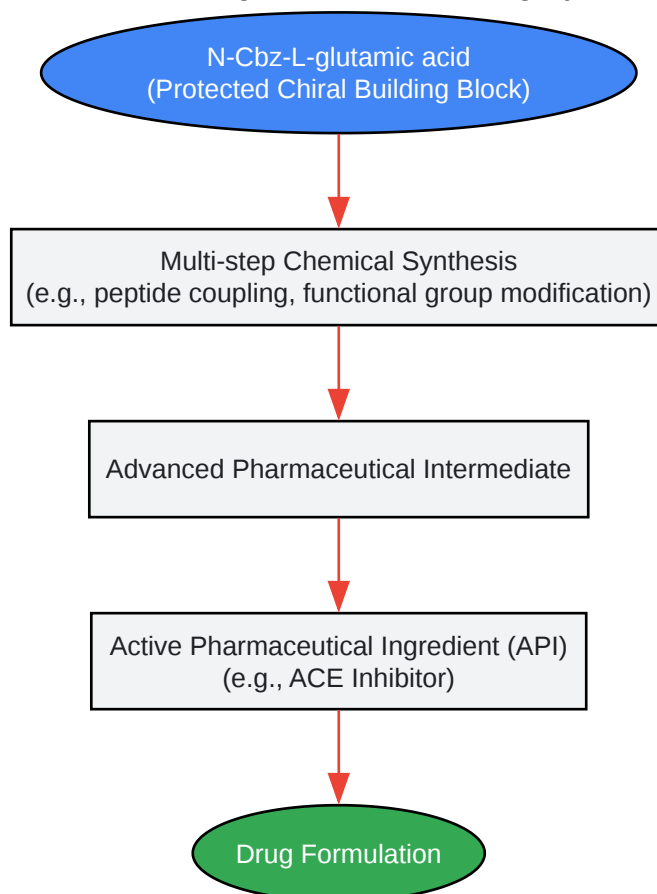 N-Cbz-L-glutamic acid
(Protected Chiral Building Block)
Multi-step Chemical Synthesis
(e.g., peptide coupling, functional group modification)
Advanced Pharmaceutical Intermediate
Active Pharmaceutical Ingredient (API)
(e.g., ACE Inhibitor)
Drug Formulation